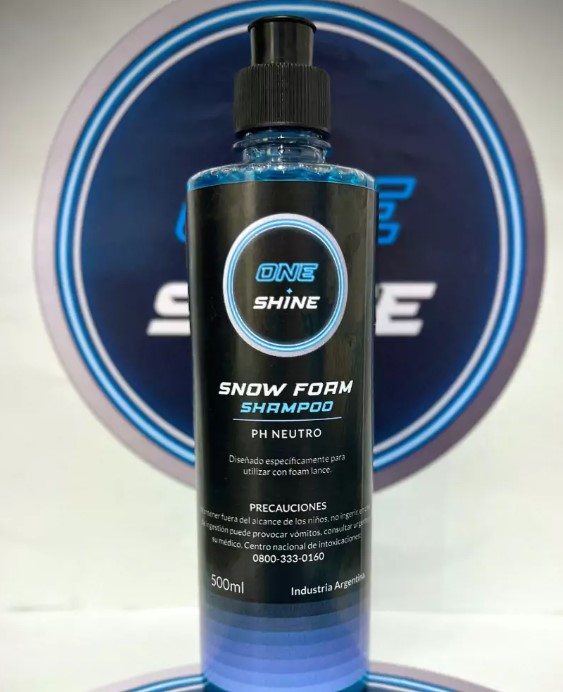 ONE
SHINE
SNOW FOAM
SHAMPOO
PH NEUTRO
Diseñado específicamente para
utilizar con foam lance.
PRECAUCIONES
fuera del alcance de los niños, no ingerir,
ingestión puede provocar vómitos, consultar
su médico. Centro nacional de intoxicaciones
0800-333-0160
500ml
Industria Argentina